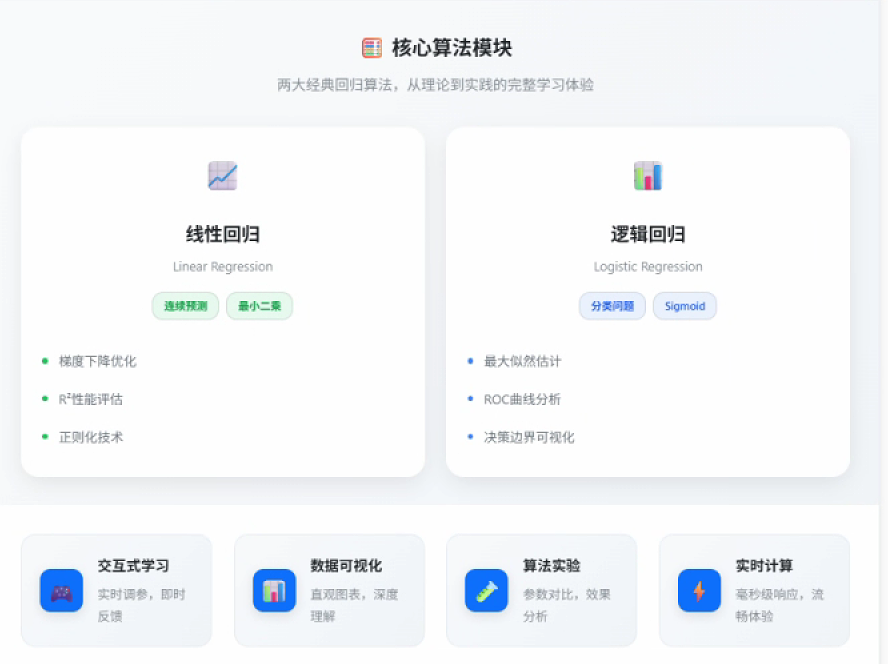 核心算法模块
两大经典回归算法，从理论到实践的完整学习体验
线性回归
Linear Regression
连续预测 最小二乘
梯度下降优化
R²性能评估
正则化技术
逻辑回归
Logistic Regression
分类问题 Sigmoid
最大似然估计
ROC曲线分析
决策边界可视化
交互式学习
实时调参，即时
反馈
数据可视化
直观图表，深度
理解
算法实验
参数对比，效果
分析
实时计算
毫秒级响应，流
畅体验